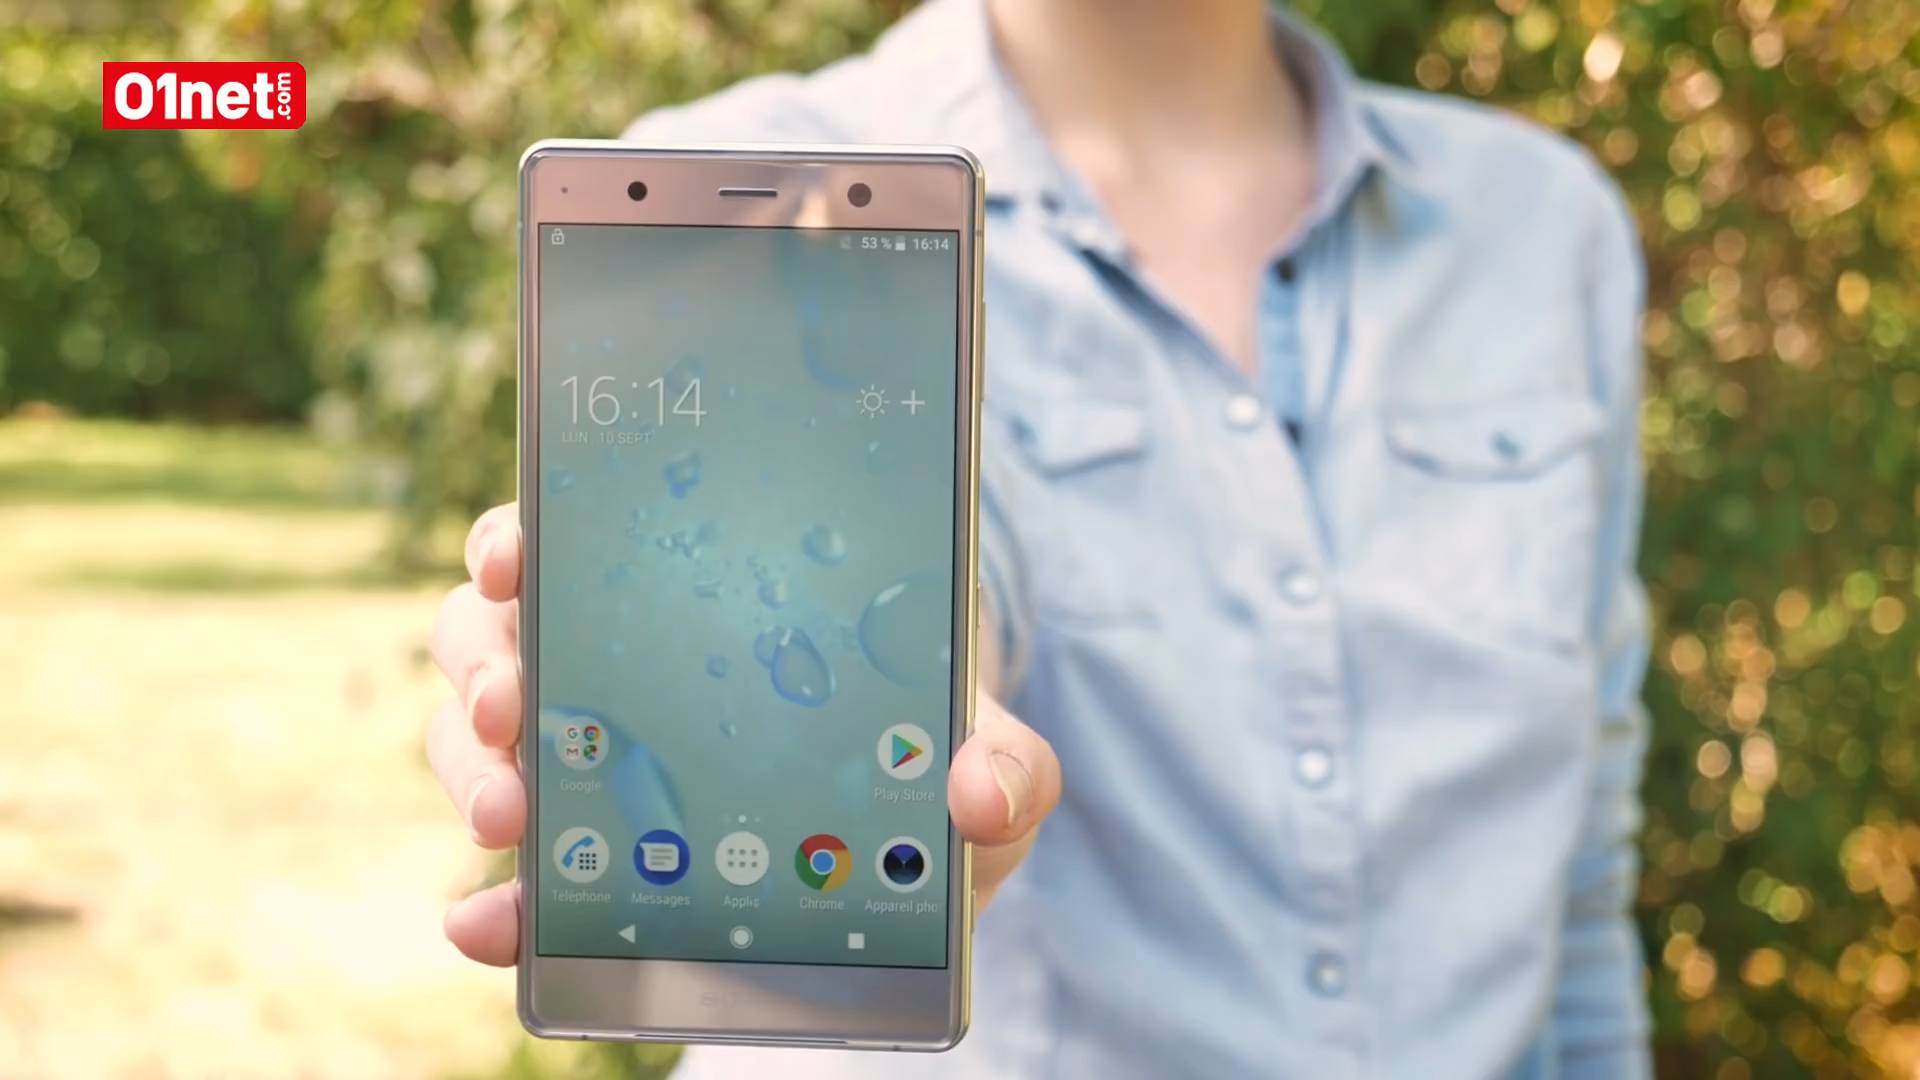 01net.com
53 % 16:14
16:14
LUN. 10 SEPT.
Google
Play Store
Téléphone
Messages
Applis
Chrome
Appareil pho